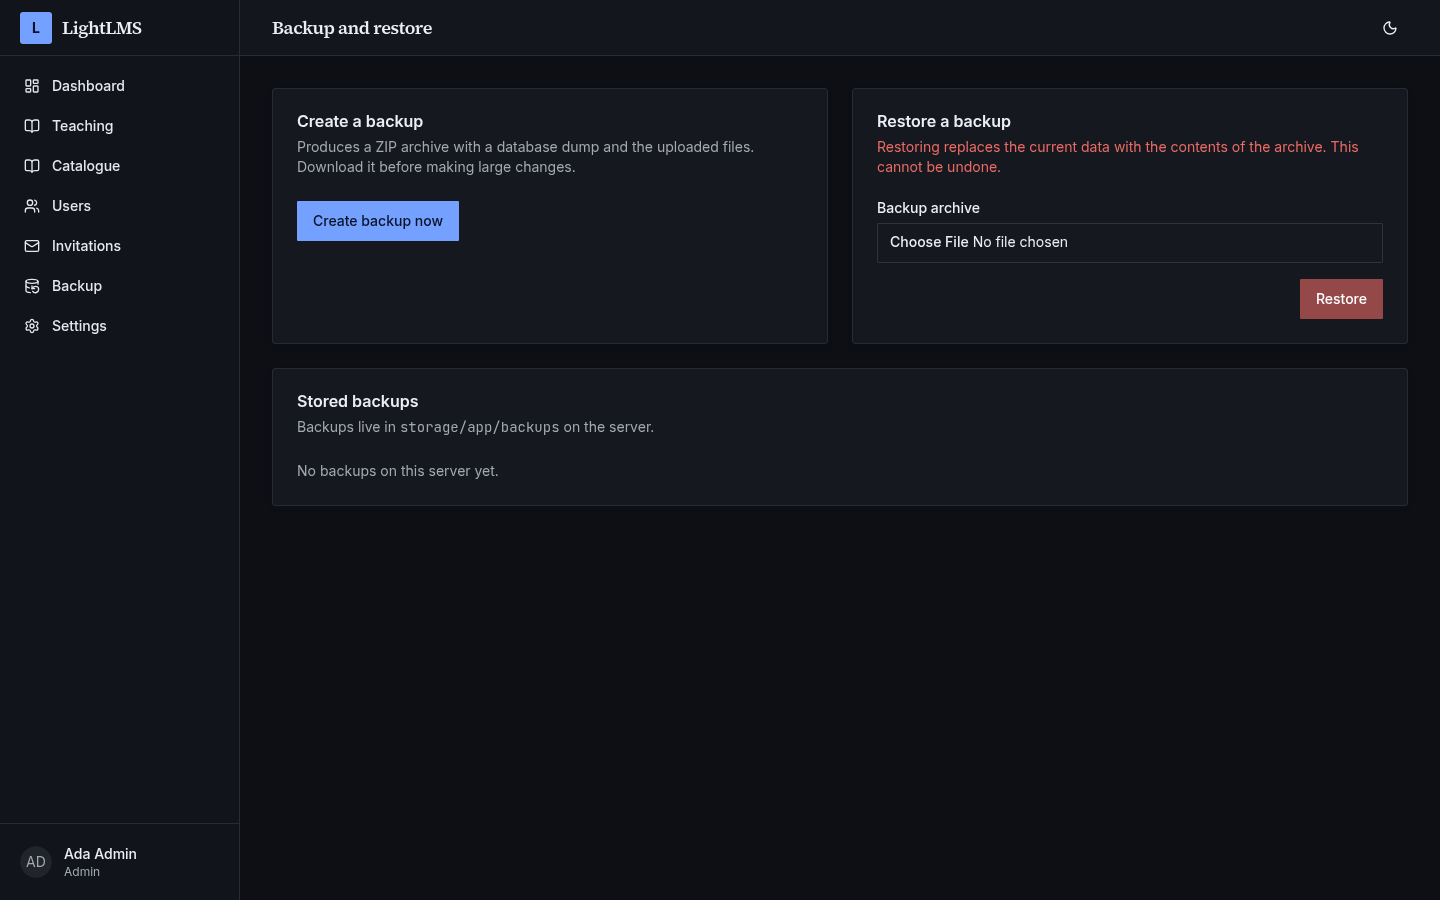 L LightLMS
Backup and restore
Dashboard
Teaching
Catalogue
Users
Invitations
Backup
Settings
Create a backup
Produces a ZIP archive with a database dump and the uploaded files.
Download it before making large changes.
Create backup now
Restore a backup
Restoring replaces the current data with the contents of the archive. This
cannot be undone.
Backup archive
Choose File No file chosen
Restore
Stored backups
Backups live in storage/app/backups on the server.
No backups on this server yet.
AD
Ada Admin
Admin